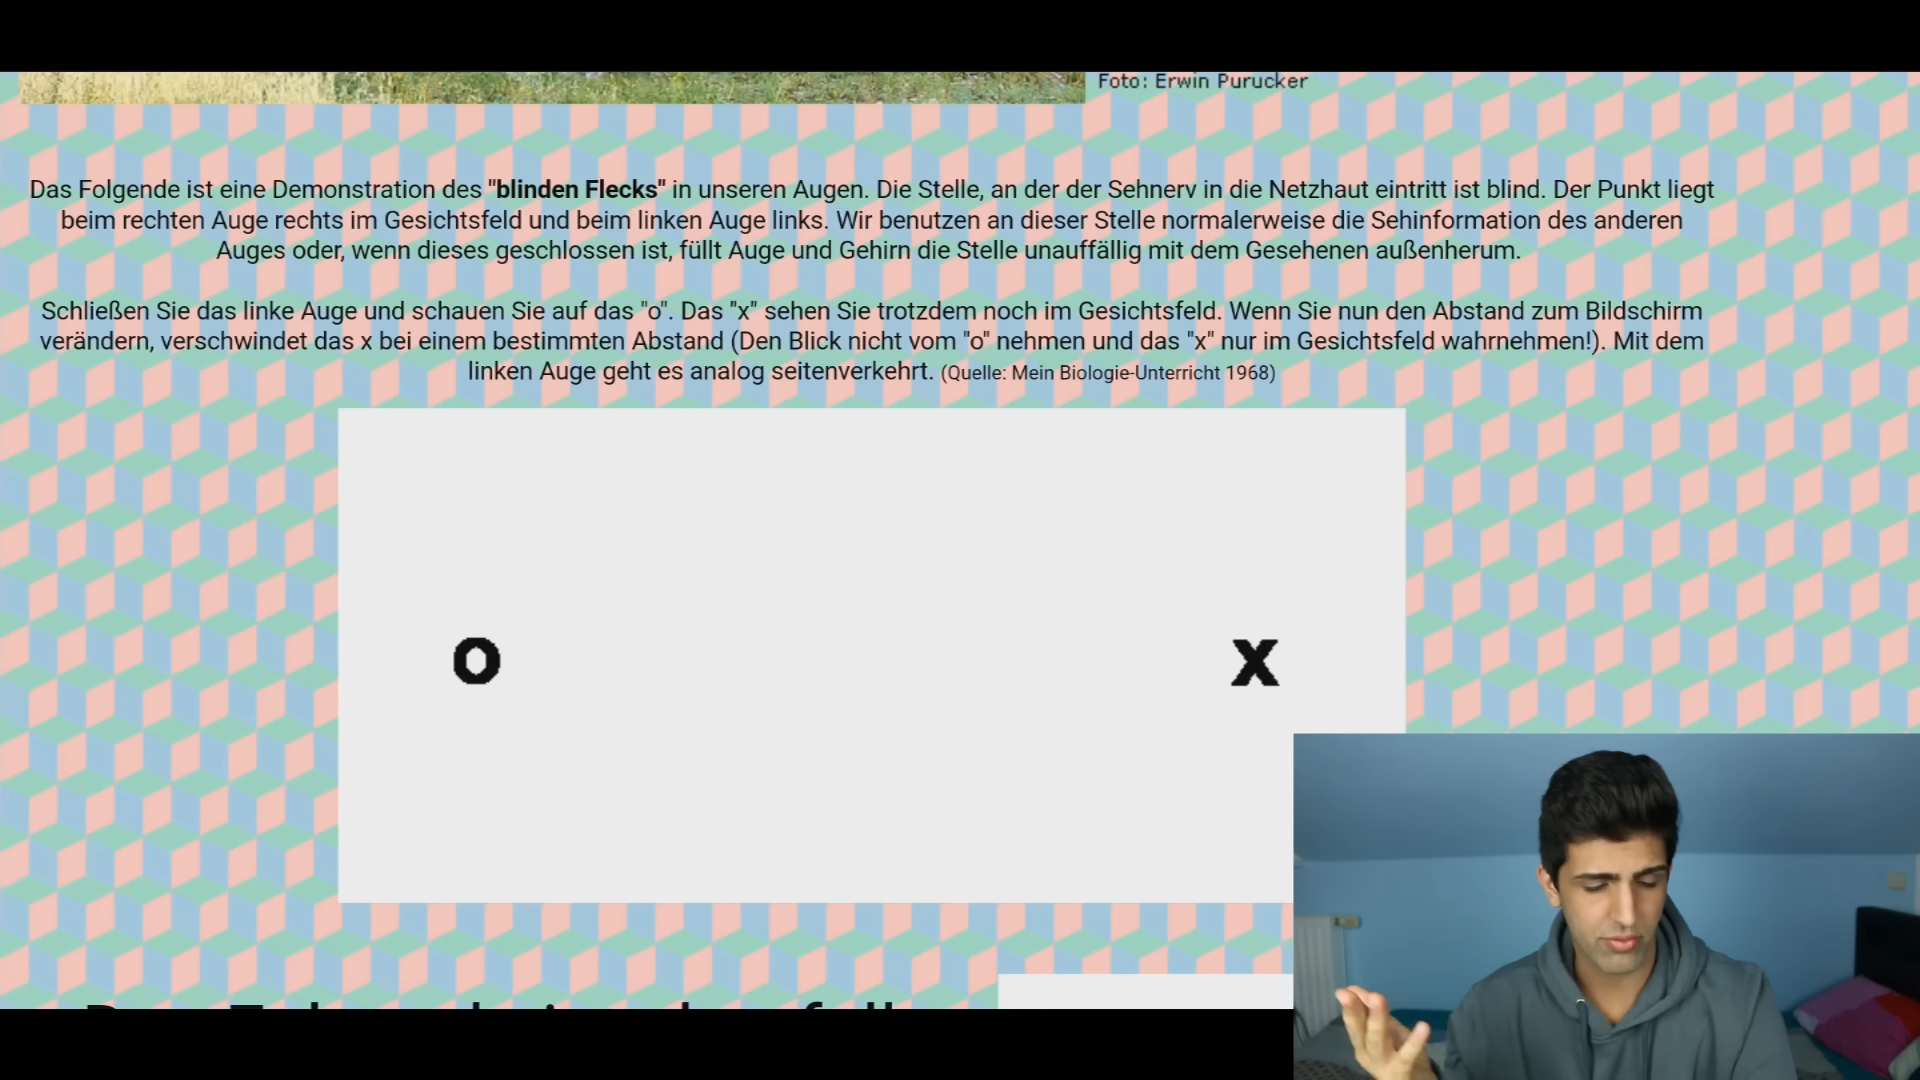 Foto: Erwin Purucker
Das Folgende ist eine Demonstration des "blinden Flecks" in unseren Augen. Die Stelle, an der der Sehnerv in die Netzhaut eintritt ist blind. Der Punkt liegt
beim rechten Auge rechts im Gesichtsfeld und beim linken Auge links. Wir benutzen an dieser Stelle normalerweise die Sehinformation des anderen
Auges oder, wenn dieses geschlossen ist, füllt Auge und Gehirn die Stelle unauffällig mit dem Gesehenen außenherum.
Schließen Sie das linke Auge und schauen Sie auf das "o". Das "x" sehen Sie trotzdem noch im Gesichtsfeld. Wenn Sie nun den Abstand zum Bildschirm
verändern, verschwindet das x bei einem bestimmten Abstand (Den Blick nicht vom "o" nehmen und das "x" nur im Gesichtsfeld wahrnehmen!). Mit dem
linken Auge geht es analog seitenverkehrt. (Quelle: Mein Biologie-Unterricht 1968)
o x